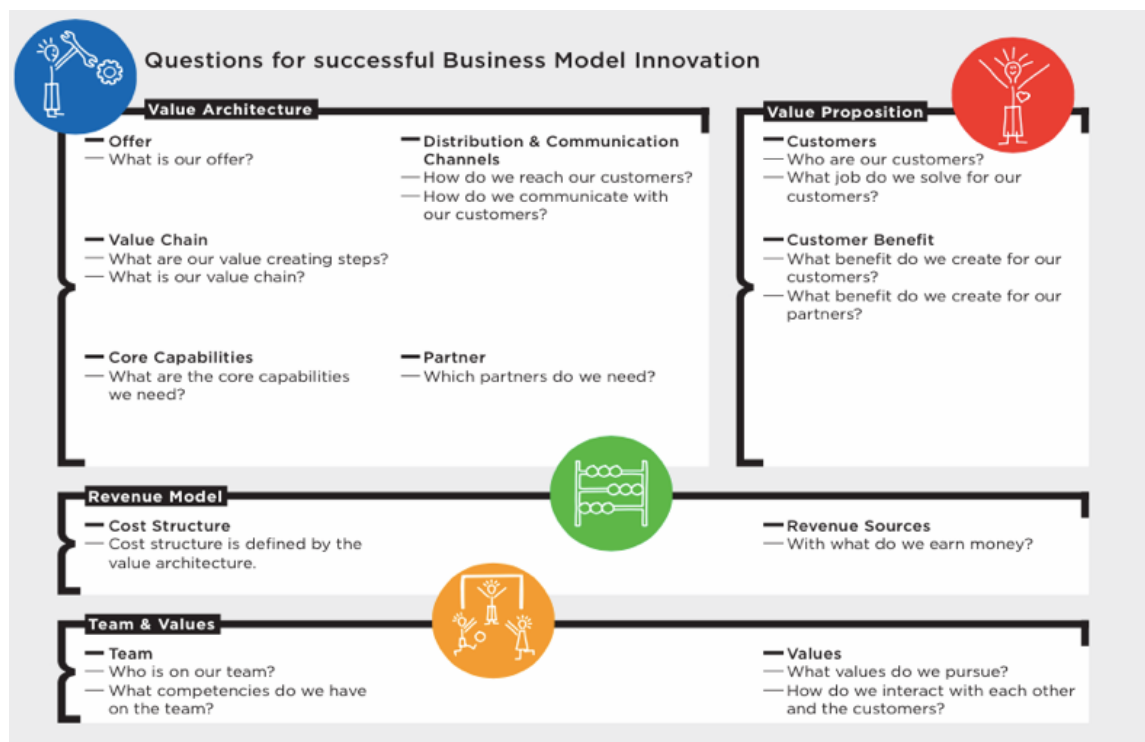 Questions for successful Business Model Innovation
Value Architecture
Offer
What is our offer?
Distribution & Communication
Channels
How do we reach our customers?
How do we communicate with
our customers?
Value Chain
What are our value creating steps?
What is our value chain?
Core Capabilities
What are the core capabilities
we need?
Partner
Which partners do we need?
Value Proposition
Customers
Who are our customers?
What job do we solve for our
customers?
Customer Benefit
What benefit do we create for our
customers?
What benefit do we create for our
partners?
Revenue Model
Cost Structure
Cost structure is defined by the
value architecture.
Revenue Sources
With what do we earn money?
Team & Values
Team
Who is on our team?
What competencies do we have
on the team?
Values
What values do we pursue?
How do we interact with each other
and the customers?